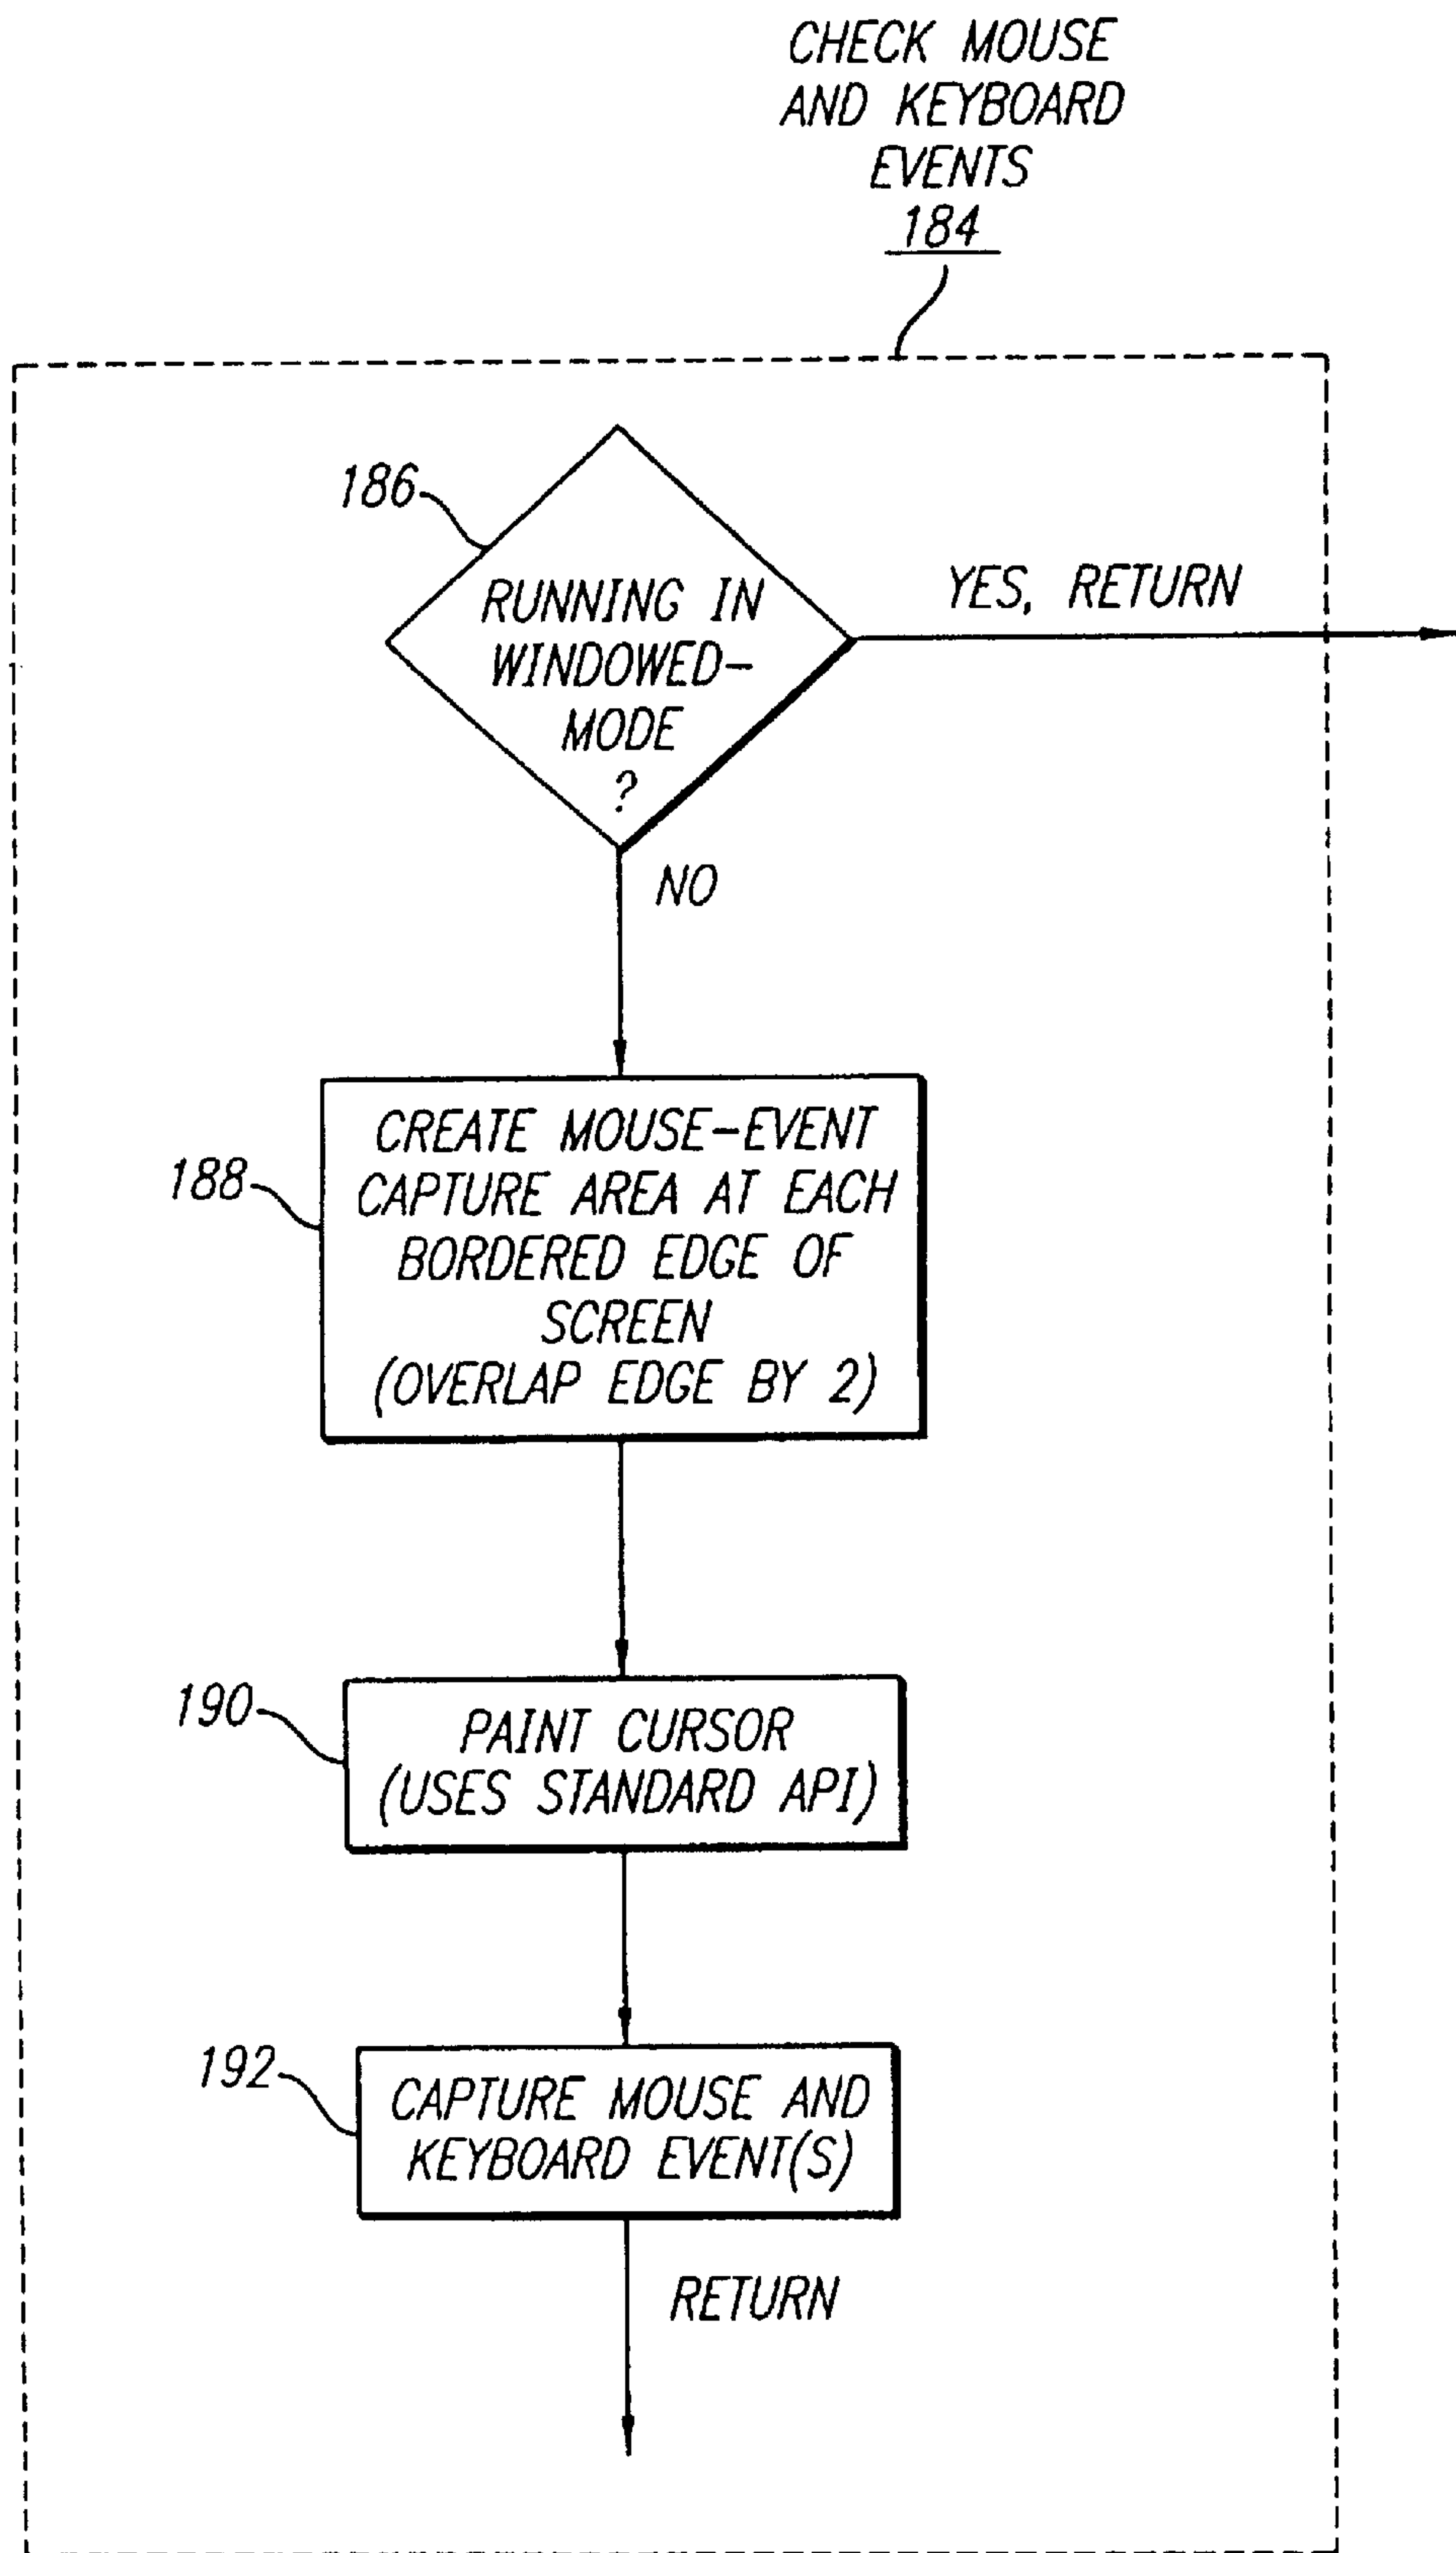 CHECK MOUSE
AND KEYBOARD
EVENTS
184
186
RUNNING IN
WINDOWED-
MODE
?
YES, RETURN
NO
188
CREATE MOUSE-EVENT
CAPTURE AREA AT EACH
BORDERED EDGE OF
SCREEN
(OVERLAP EDGE BY 2)
190
PAINT CURSOR
(USES STANDARD API)
192
CAPTURE MOUSE AND
KEYBOARD EVENT(S)
RETURN